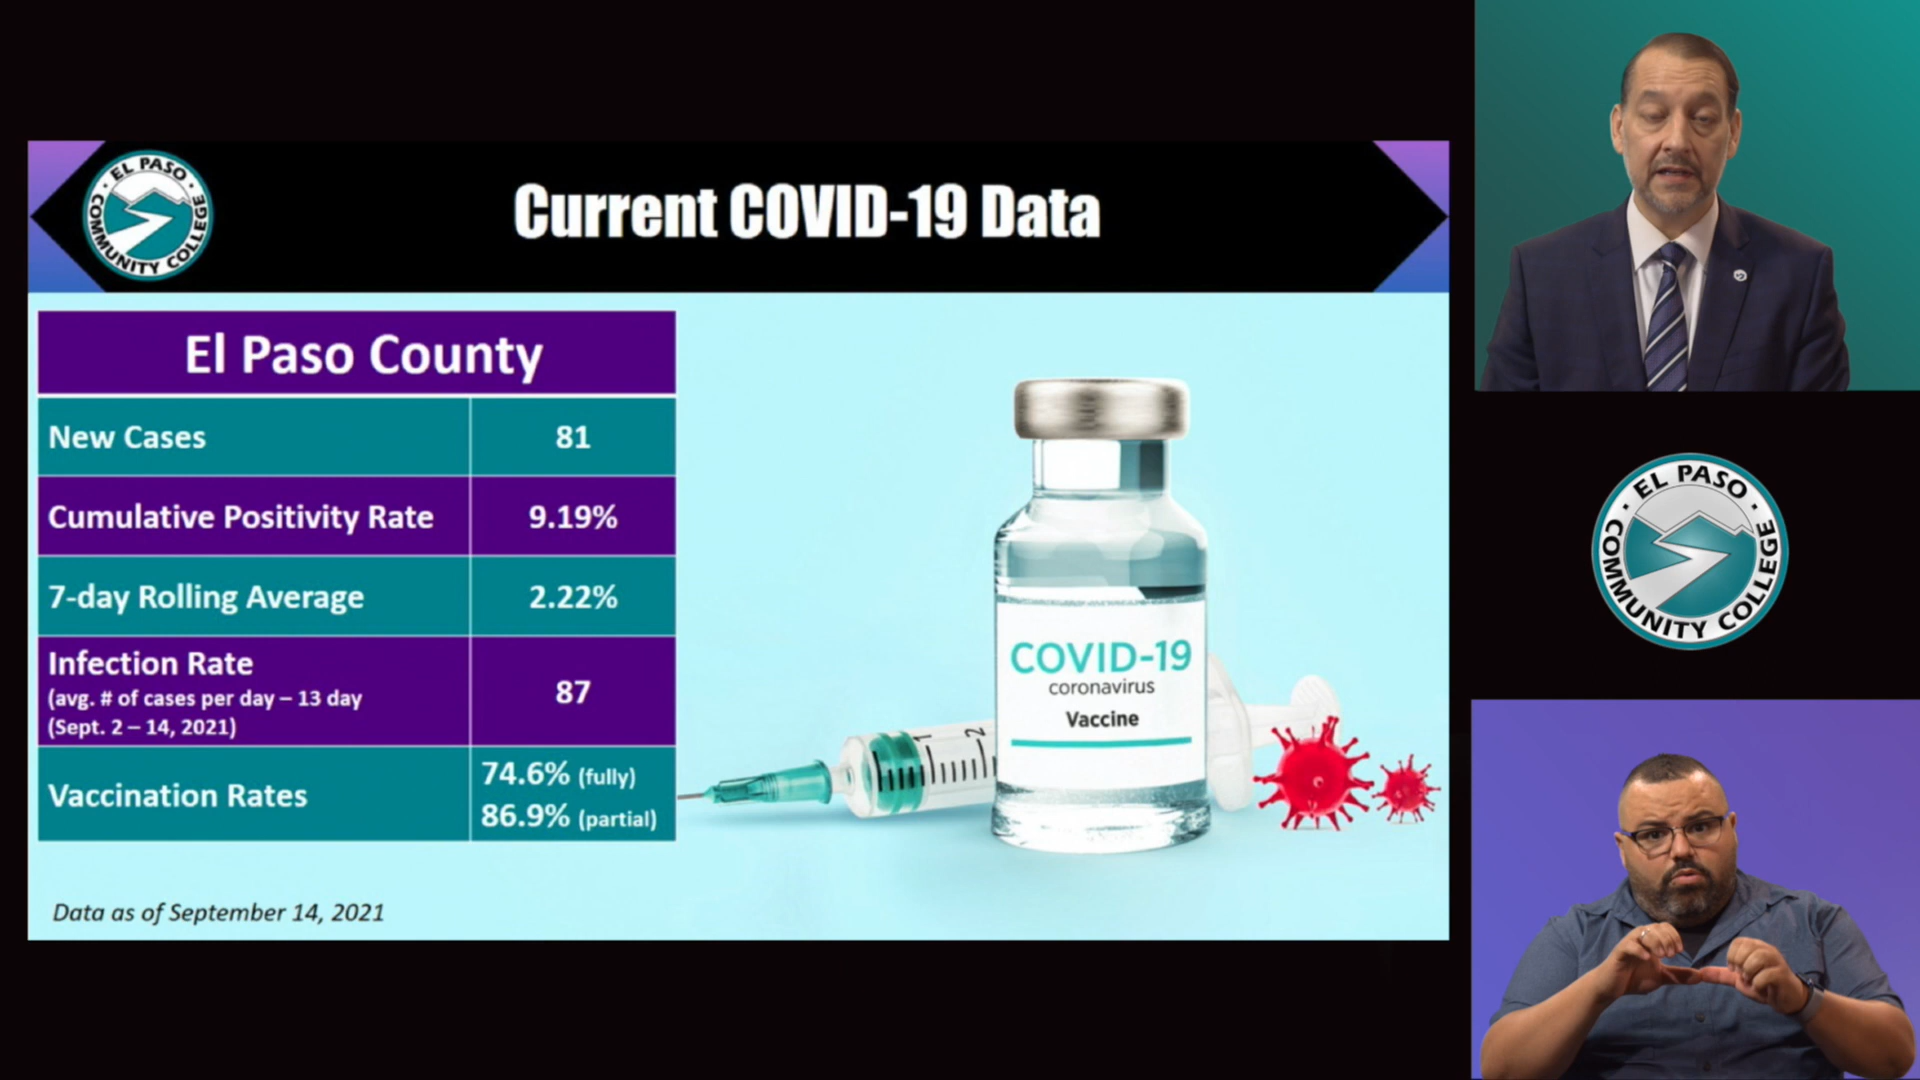 EL PASO
COMMUNITY COLLEGE
Current COVID-19 Data
El Paso County
New Cases 81
Cumulative Positivity Rate 9.19%
7-day Rolling Average 2.22%
Infection Rate
(avg. # of cases per day – 13 day
(Sept. 2 – 14, 2021)
87
Vaccination Rates
74.6% (fully)
86.9% (partial)
Data as of September 14, 2021
1 2
COVID-19
coronavirus
Vaccine
EL PASO
COMMUNITY COLLEGE